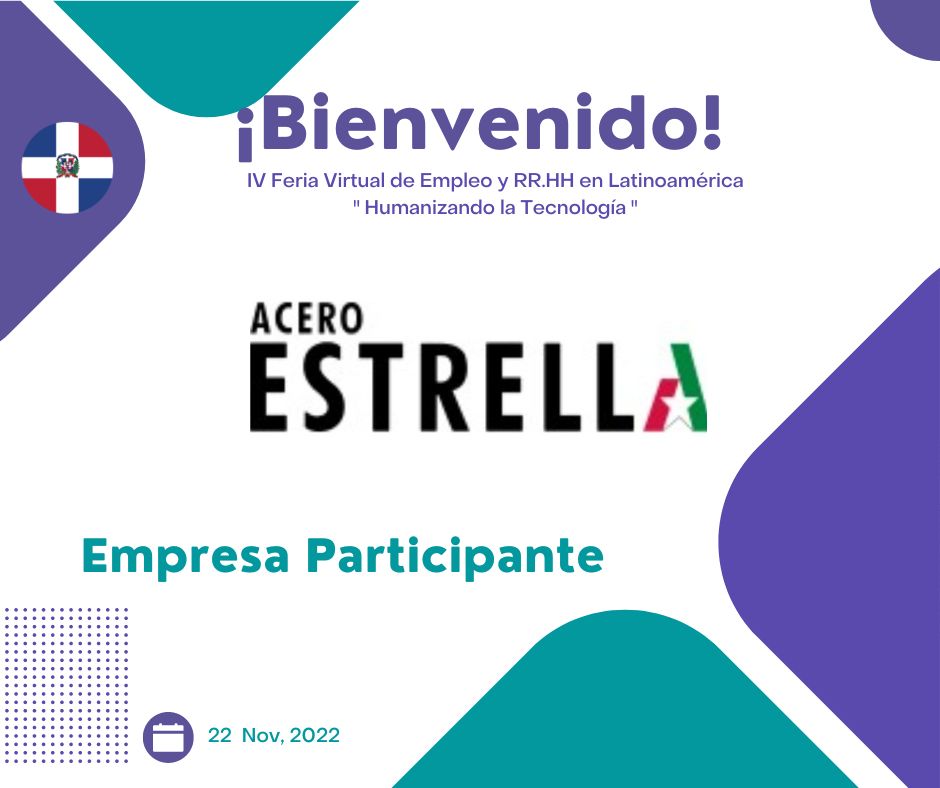 ¡Bienvenido!
IV Feria Virtual de Empleo y RR.HH en Latinoamérica
" Humanizando la Tecnología "
ACERO
ESTRELLA
Empresa Participante
22 Nov, 2022